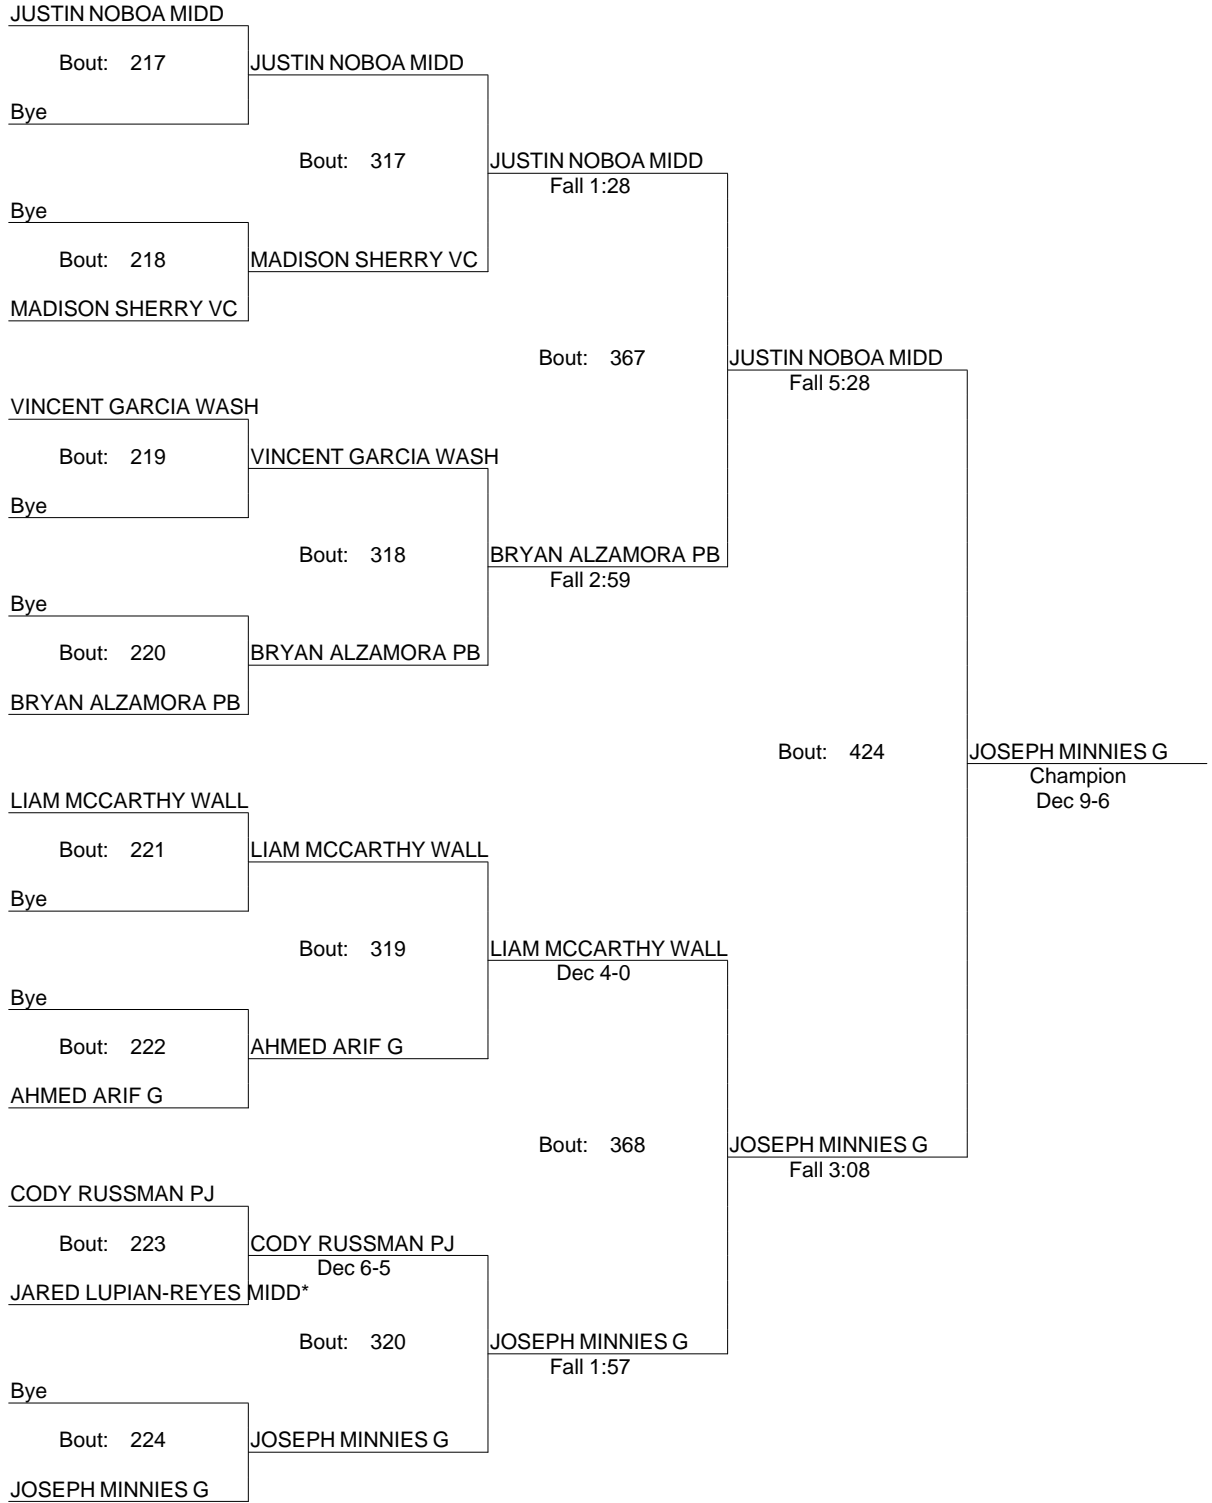 JUSTIN NOBOA MIDD
Bout: 217 JUSTIN NOBOA MIDD
Bye
Bout: 317 JUSTIN NOBOA MIDD
Fall 1:28
Bye
Bout: 218 MADISON SHERRY VC
MADISON SHERRY VC
Bout: 367 JUSTIN NOBOA MIDD
Fall 5:28
VINCENT GARCIA WASH
Bout: 219 VINCENT GARCIA WASH
Bye
Bout: 318 BRYAN ALZAMORA PB
Fall 2:59
Bye
Bout: 220 BRYAN ALZAMORA PB
BRYAN ALZAMORA PB
Bout: 424 JOSEPH MINNIES G
Champion
LIAM MCCARTHY WALL Dec 9-6
Bout: 221 LIAM MCCARTHY WALL
Bye
Bout: 319 LIAM MCCARTHY WALL
Dec 4-0
Bye
Bout: 222 AHMED ARIF G
AHMED ARIF G
Bout: 368 JOSEPH MINNIES G
Fall 3:08
CODY RUSSMAN PJ
Bout: 223 CODY RUSSMAN PJ
Dec 6-5
JARED LUPIAN-REYES MIDD*
Bout: 320 JOSEPH MINNIES G
Fall 1:57
Bye
Bout: 224 JOSEPH MINNIES G
JOSEPH MINNIES G